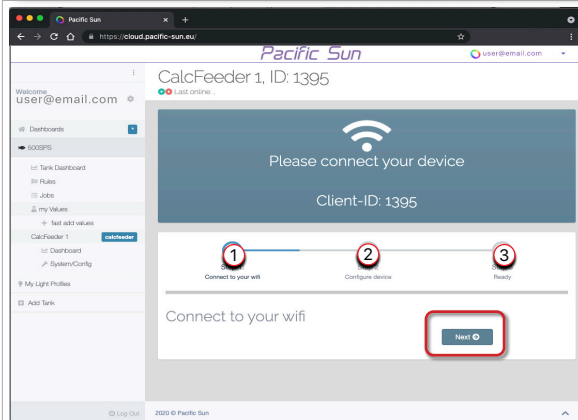 Pacific Sun
https://cloud.pacific-sun.eu/
Pacific Sun
user@email.com
Welcome
user@email.com
Dashboards
600SPS
Tank Dashboard
Rules
Jobs
my Values
fast add values
CalcFeeder 1
calcfeeder
Dashboard
System/Config
My Light Profiles
Add Tank
Log Out
CalcFeeder 1, ID: 1395
Last online: ,
Please connect your device
Client-ID: 1395
1
2
3
Connect to your wifi
Configure device
Ready
Connect to your wifi
Next
2020 © Pacific Sun